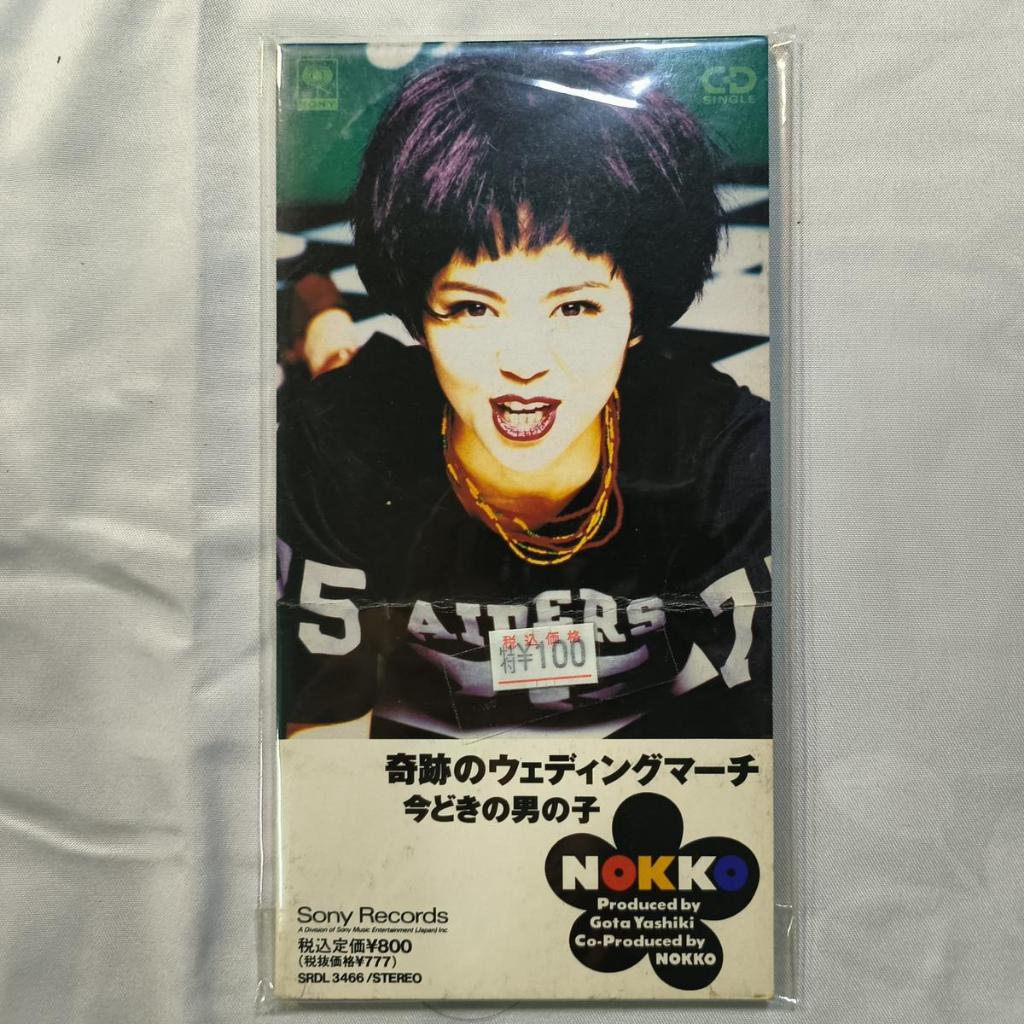 SONY
CD
SINGLE
75
AIDERS
7
税込価格
特¥100
奇跡のウェディングマーチ
今どきの男の子
NOKKO
Produced by
Gota Yashiki
Co-Produced by
NOKKO
Sony Records
A Division of Sony Music Entertainment (Japan) Inc
税込定価¥800
(税抜価格¥777)
SRDL 3466/STEREO